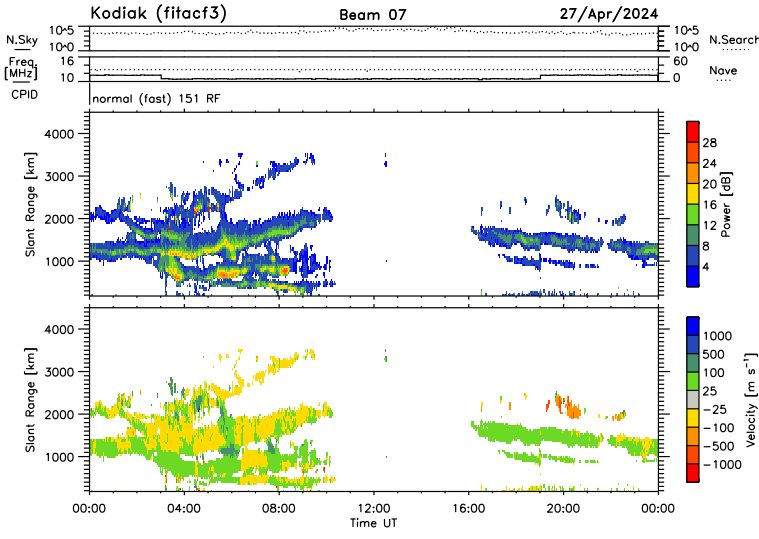 Kodiak (fitacf3) Beam 07 27/Apr/2024
N.Sky 10^5 10^0 10^5 10^0 N.Search
Freq. [MHz] 16 10 60 0 Nave
CPID normal (fast) 151 RF
Slant Range [km] 4000 3000 2000 1000
Power [dB] 28 24 20 16 12 8 4
Slant Range [km] 4000 3000 2000 1000
Velocity [m s⁻¹] 1000 500 100 25 −25 −100 −500 −1000
00:00 04:00 08:00 12:00 16:00 20:00 00:00
Time UT